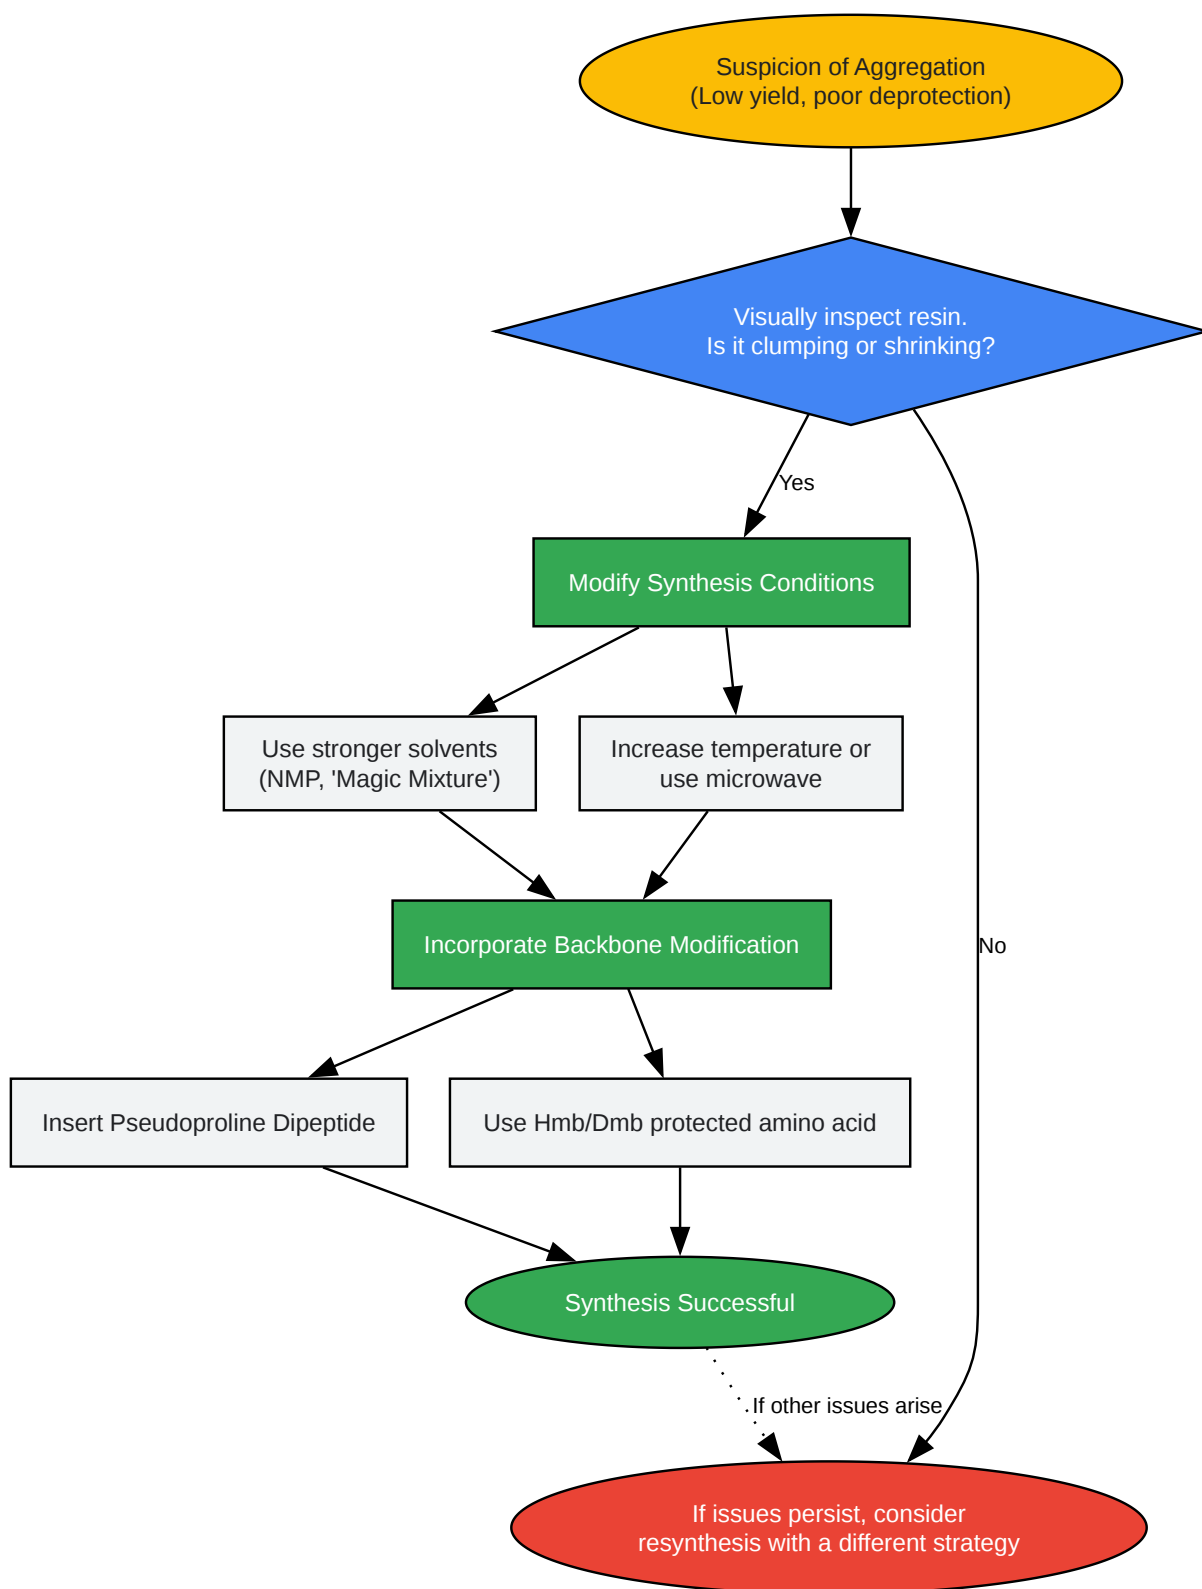 Suspicion of Aggregation
(Low yield, poor deprotection)
Visually inspect resin.
Is it clumping or shrinking?
Yes
Modify Synthesis Conditions
Use stronger solvents
(NMP, 'Magic Mixture')
Increase temperature or
use microwave
Incorporate Backbone Modification
No
Insert Pseudoproline Dipeptide
Use Hmb/Dmb protected amino acid
Synthesis Successful
If other issues arise
If issues persist, consider
resynthesis with a different strategy